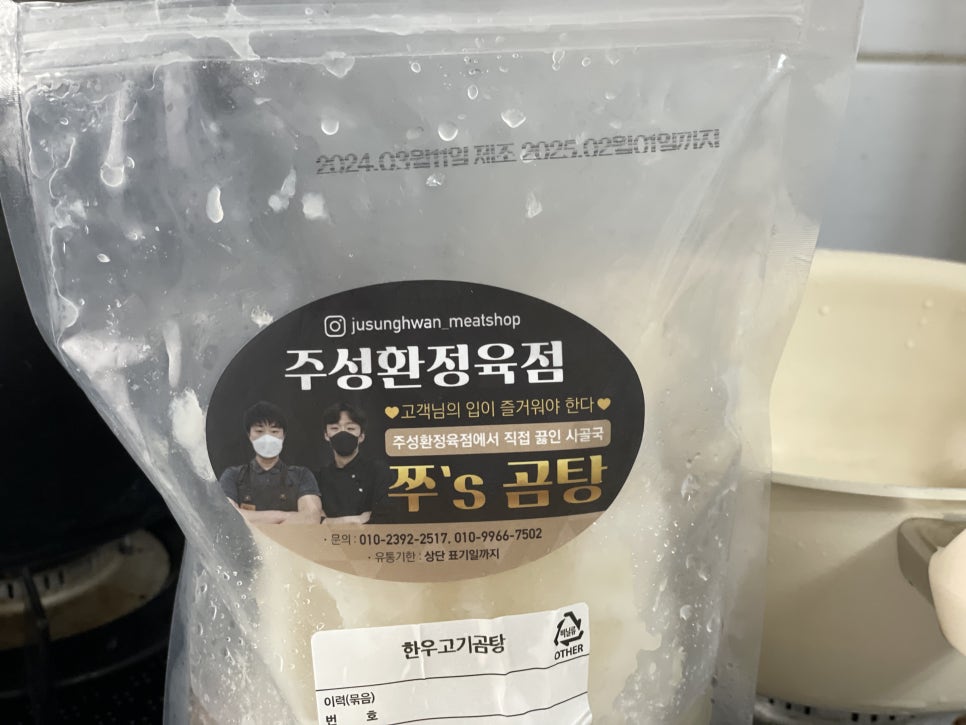 2024.03월11일 제조 2025.02월01일까지
jusunghwan_meatshop
주성환정육점
♥고객님의 입이 즐거워야 한다♥
주성환정육점에서 직접 끓인 사골국
쭈's 곰탕
· 문의 : 010-2392-2517, 010-9966-7502
· 유통기한 : 상단 표기일까지
한우고기곰탕
비닐류
OTHER
이력(묶음)
번 호